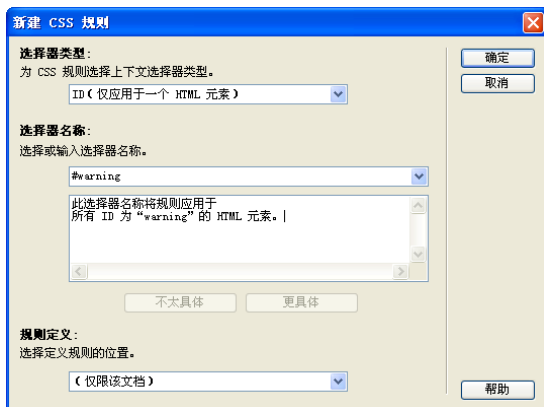 新建 CSS 规则
选择器类型：
为 CSS 规则选择上下文选择器类型。
ID（仅应用于一个 HTML 元素）
确定
取消
选择器名称：
选择或输入选择器名称。
#warning
此选择器名称将规则应用于
所有 ID 为“warning”的 HTML 元素。
不太具体
更具体
规则定义：
选择定义规则的位置。
（仅限该文档）
帮助